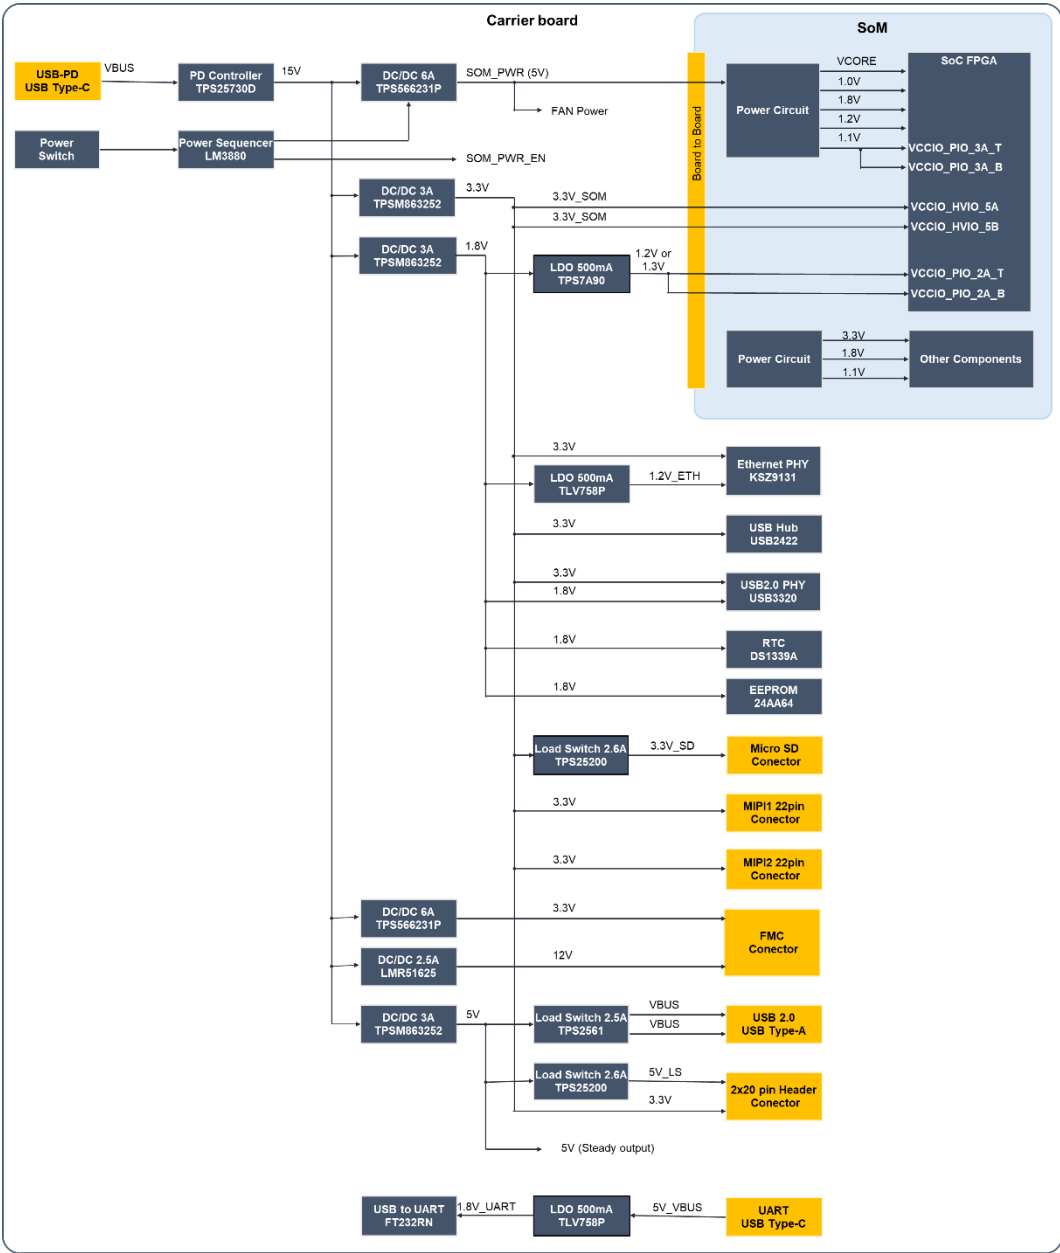 Carrier board
SoM
USB-PD
USB Type-C
VBUS
PD Controller
TPS25730D
15V
DC/DC 6A
TPS566231P
SOM_PWR (5V)
FAN Power
Power
Switch
Power Sequencer
LM3880
SOM_PWR_EN
Board to Board
Power Circuit
VCORE
1.0V
1.8V
1.2V
1.1V
SoC FPGA
VCCIO_PIO_3A_T
VCCIO_PIO_3A_B
DC/DC 3A
TPSM863252
3.3V
3.3V_SOM
VCCIO_HVIO_5A
3.3V_SOM
VCCIO_HVIO_5B
DC/DC 3A
TPSM863252
1.8V
LDO 500mA
TPS7A90
1.2V or
1.3V
VCCIO_PIO_2A_T
VCCIO_PIO_2A_B
Power Circuit
3.3V
1.8V
1.1V
Other Components
3.3V
LDO 500mA
TLV758P
1.2V_ETH
Ethernet PHY
KSZ9131
3.3V
USB Hub
USB2422
3.3V
1.8V
USB2.0 PHY
USB3320
1.8V
RTC
DS1339A
1.8V
EEPROM
24AA64
Load Switch 2.6A
TPS25200
3.3V_SD
Micro SD
Conector
3.3V
MIPI1 22pin
Conector
3.3V
MIPI2 22pin
Conector
DC/DC 6A
TPS566231P
3.3V
DC/DC 2.5A
LMR51625
12V
FMC
Conector
DC/DC 3A
TPSM863252
5V
Load Switch 2.5A
TPS2561
VBUS
VBUS
USB 2.0
USB Type-A
Load Switch 2.6A
TPS25200
5V_LS
3.3V
2x20 pin Header
Conector
5V (Steady output)
USB to UART
FT232RN
1.8V_UART
LDO 500mA
TLV758P
5V_VBUS
UART
USB Type-C